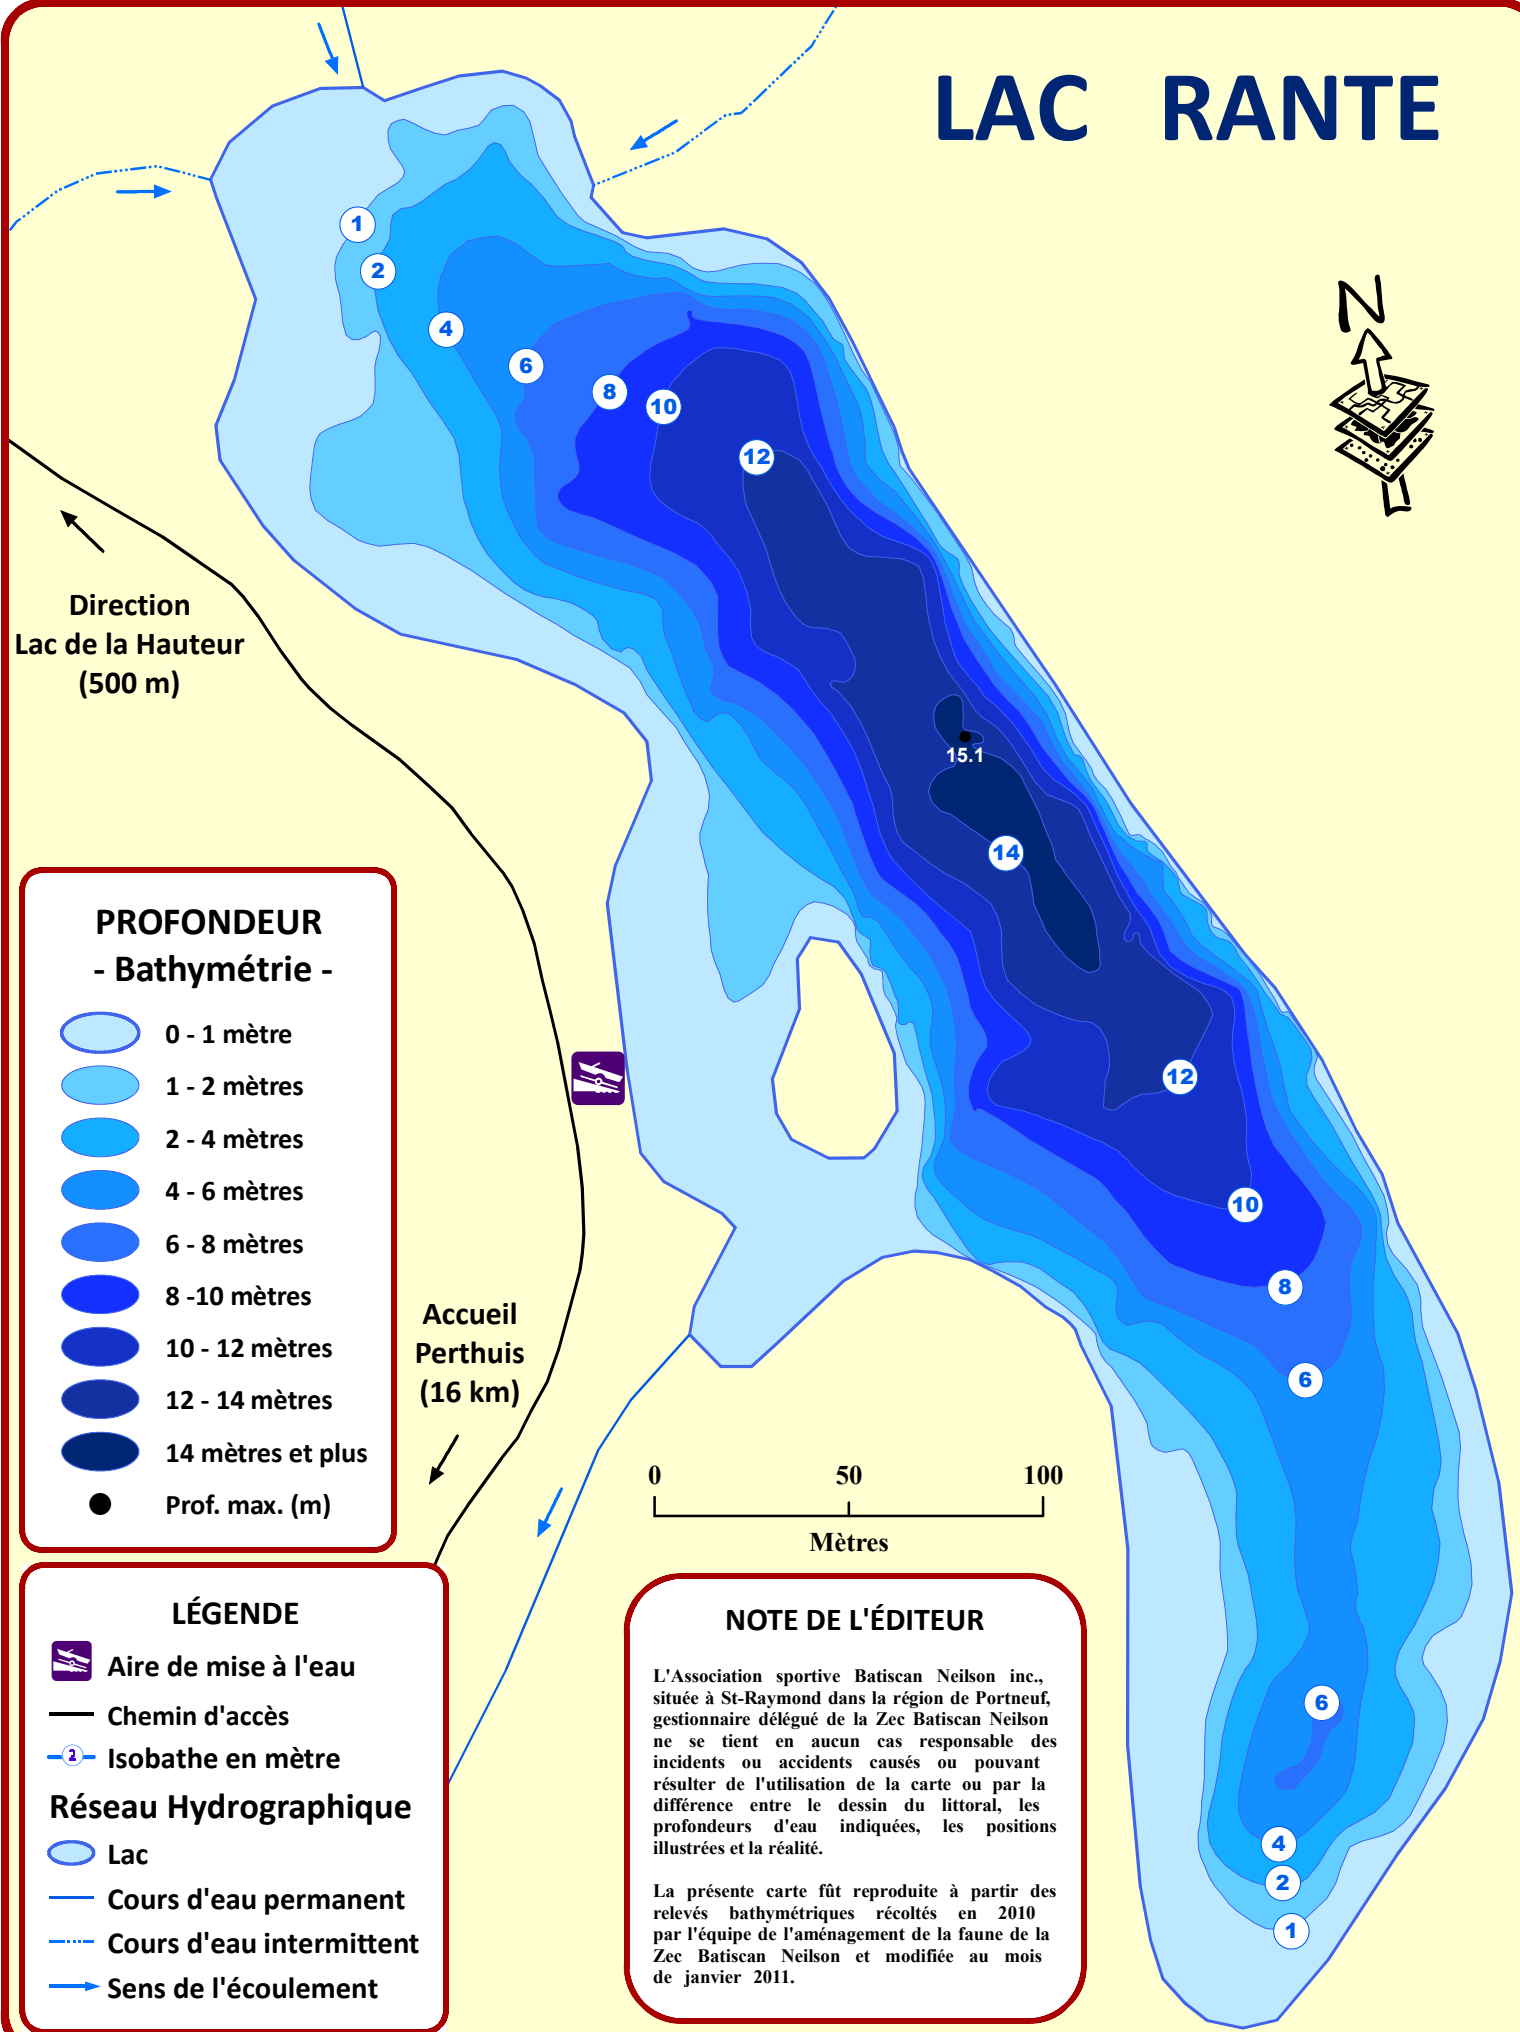 LAC RANTE
N
1
2
4
6
8
10
12
15.1
14
12
10
8
6
6
4
2
1
Direction
Lac de la Hauteur
(500 m)
PROFONDEUR
- Bathymétrie -
0 - 1 mètre
1 - 2 mètres
2 - 4 mètres
4 - 6 mètres
6 - 8 mètres
8 -10 mètres
10 - 12 mètres
12 - 14 mètres
14 mètres et plus
Prof. max. (m)
Accueil
Perthuis
(16 km)
0 50 100
Mètres
LÉGENDE
Aire de mise à l'eau
Chemin d'accès
2 Isobathe en mètre
Réseau Hydrographique
Lac
Cours d'eau permanent
Cours d'eau intermittent
Sens de l'écoulement
NOTE DE L'ÉDITEUR
L'Association sportive Batiscan Neilson inc.,
située à St-Raymond dans la région de Portneuf,
gestionnaire délégué de la Zec Batiscan Neilson
ne se tient en aucun cas responsable des
incidents ou accidents causés ou pouvant
résulter de l'utilisation de la carte ou par la
différence entre le dessin du littoral, les
profondeurs d'eau indiquées, les positions
illustrées et la réalité.
La présente carte fût reproduite à partir des
relevés bathymétriques récoltés en 2010
par l'équipe de l'aménagement de la faune de la
Zec Batiscan Neilson et modifiée au mois
de janvier 2011.